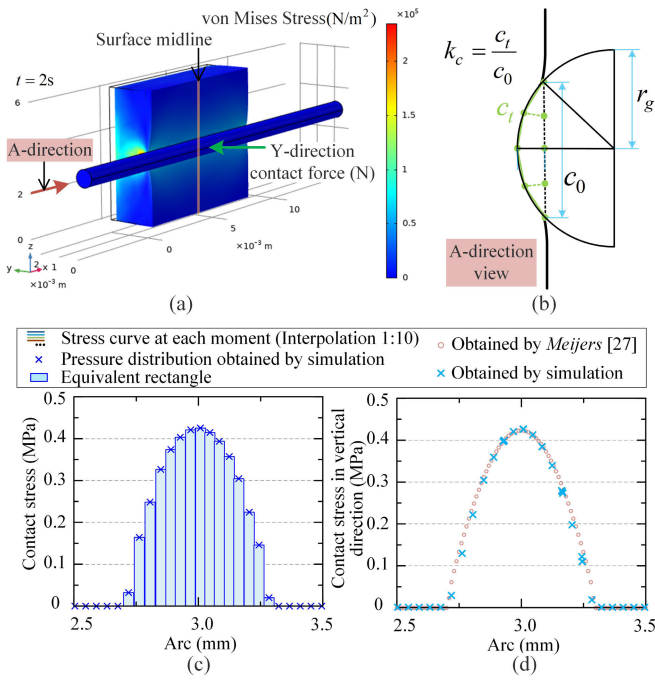 von Mises Stress(N/m²)
Surface midline
×10⁵
t = 2s
6
A-direction
2
0
Y-direction
contact force (N)
10
5
0
×10⁻³ m
z
y
x
2
1
0
×10⁻³ m
2
1.5
1
0.5
0
(a)
k_c = c_t / c_0
c_t
r_g
c_0
A-direction
view
(b)
Stress curve at each moment (Interpolation 1:10)
Pressure distribution obtained by simulation
Equivalent rectangle
Obtained by Meijers [27]
Obtained by simulation
Contact stress (MPa)
0.5
0.4
0.3
0.2
0.1
0
2.5
3.0
3.5
Arc (mm)
(c)
Contact stress in vertical
direction (MPa)
0.5
0.4
0.3
0.2
0.1
0
2.5
3.0
3.5
Arc (mm)
(d)